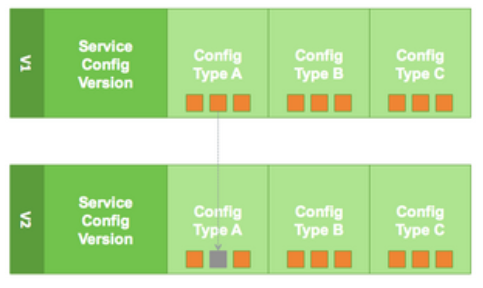 V1
Service
Config
Version
Config
Type A
Config
Type B
Config
Type C
V2
Service
Config
Version
Config
Type A
Config
Type B
Config
Type C